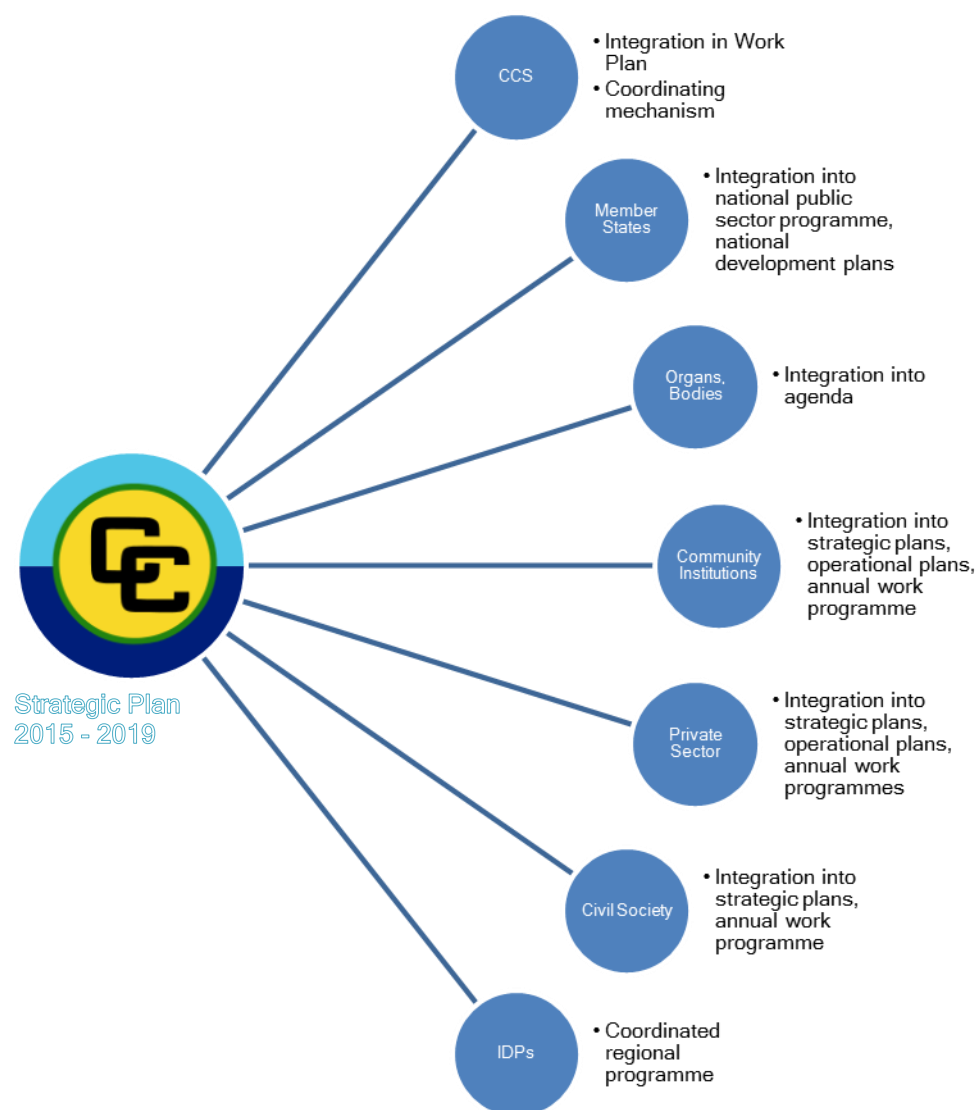 CCS
• Integration in Work
Plan
• Coordinating
mechanism
Member
States
• Integration into
national public
sector programme,
national
development plans
Organs,
Bodies
• Integration into
agenda
CC
Strategic Plan
2015 - 2019
Community
Institutions
• Integration into
strategic plans,
operational plans,
annual work
programme
Private
Sector
• Integration into
strategic plans,
operational plans,
annual work
programmes
Civil Society
• Integration into
strategic plans,
annual work
programme
IDPs
• Coordinated
regional
programme